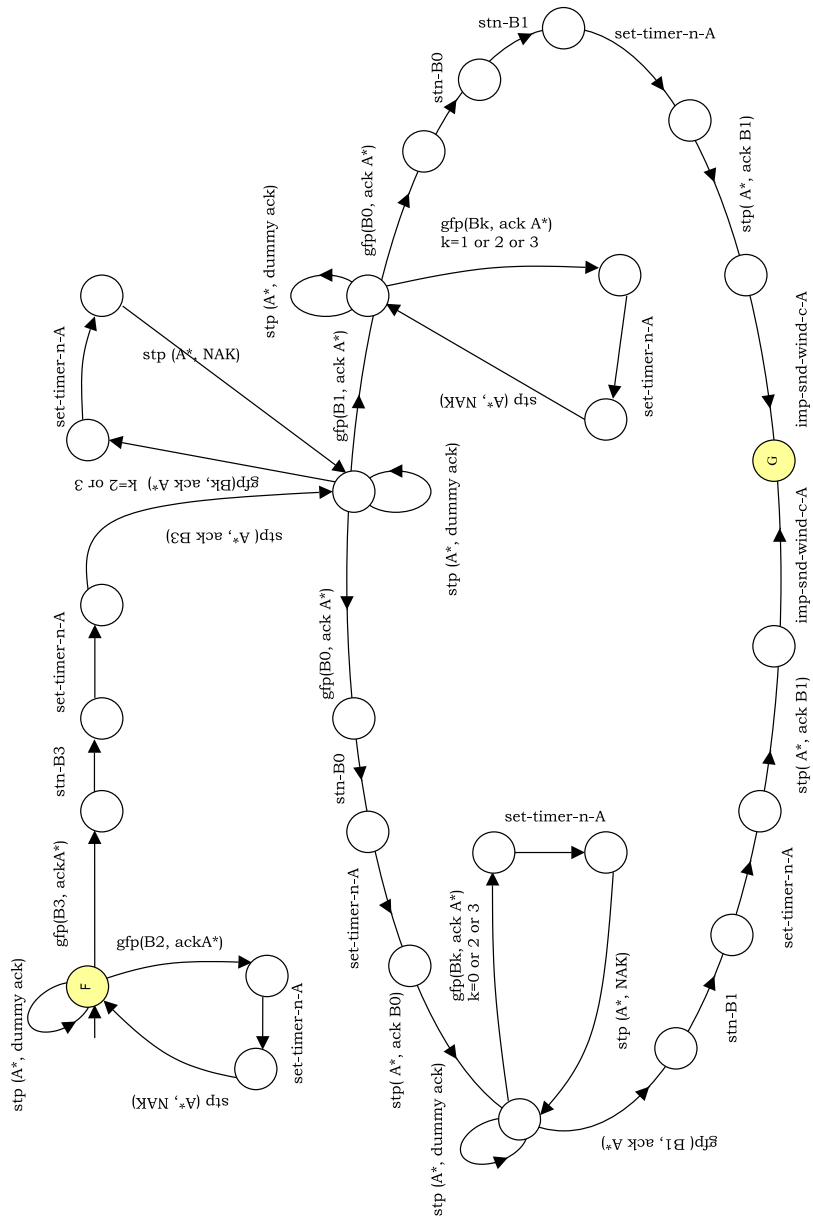 stn-B1
set-timer-n-A
stn-B0
stp( A*, ack B1)
gfp(B0, ack A*)
stp (A*, dummy ack)
gfp(Bk, ack A*)
k=1 or 2 or 3
set-timer-n-A
stp (A*, NAK)
set-timer-n-A
stp (A*, NAK)
gfp(B1, ack A*)
imp-snd-wind-c-A
G
gfp(Bk, ack A*) k=2 or 3
stp (A*, dummy ack)
stp( A*, ack B3)
imp-snd-wind-c-A
set-timer-n-A
gfp(B0, ack A*)
stn-B3
stn-B0
stp( A*, ack B1)
gfp(B3, ackA*)
set-timer-n-A
set-timer-n-A
set-timer-n-A
gfp(B2, ackA*)
gfp(Bk, ack A*)
k=0 or 2 or 3
F
stp (A*, dummy ack)
set-timer-n-A
stp( A*, ack B0)
stp (A*, NAK)
stn-B1
stp (A*, NAK)
stp (A*, dummy ack)
gfp( B1, ack A*)